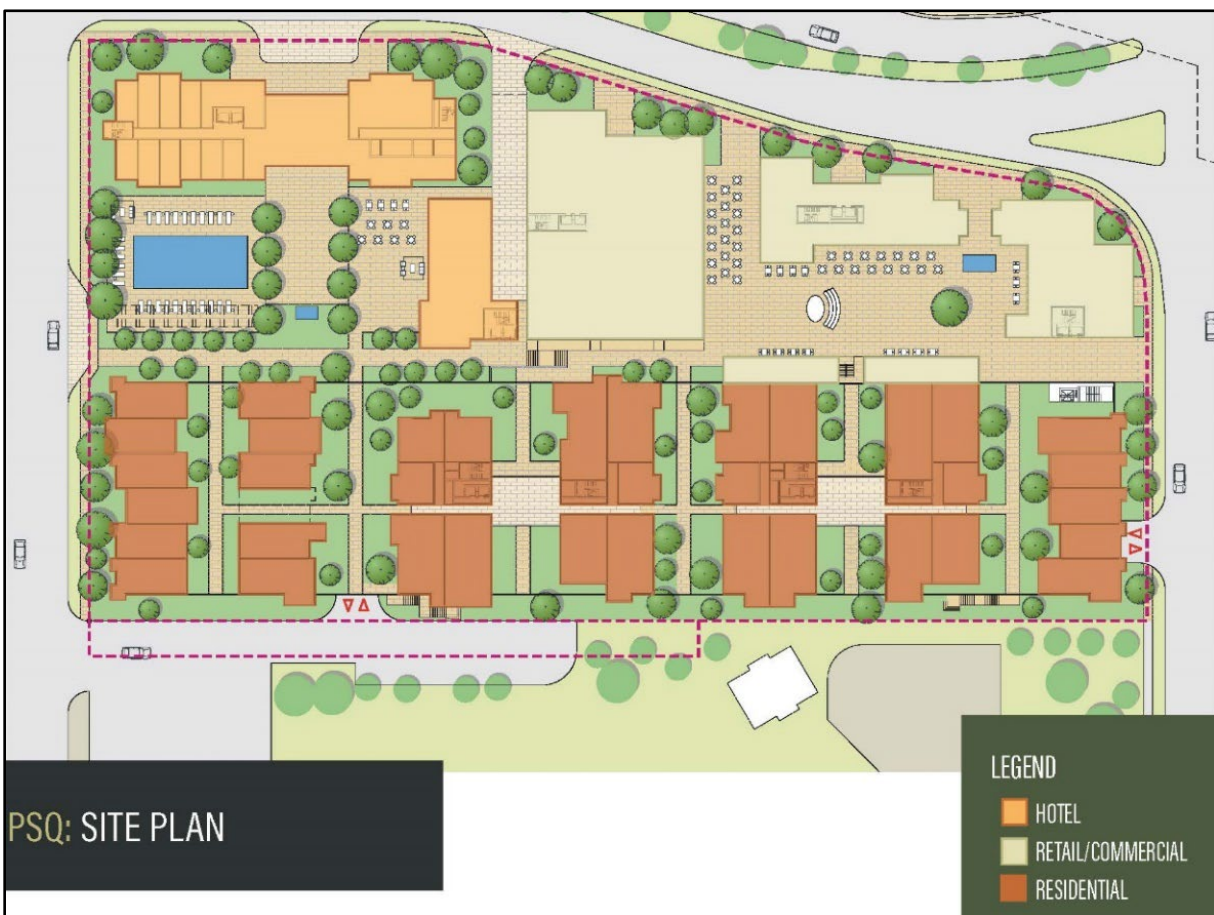 PSQ: SITE PLAN
LEGEND
HOTEL
RETAIL/COMMERCIAL
RESIDENTIAL